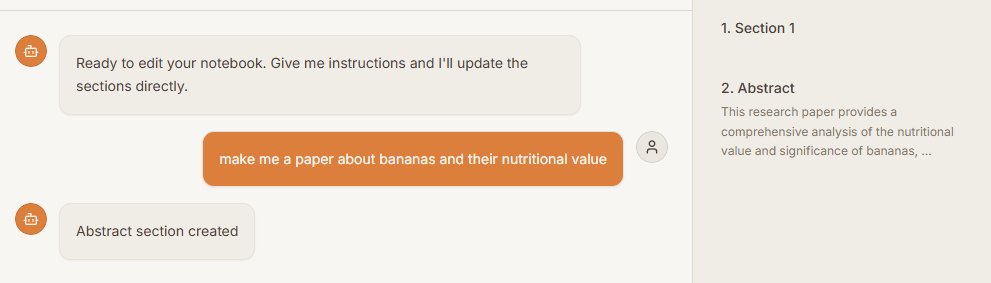 Ready to edit your notebook. Give me instructions and I'll update the
sections directly.
make me a paper about bananas and their nutritional value
Abstract section created
1. Section 1
2. Abstract
This research paper provides a
comprehensive analysis of the nutritional
value and significance of bananas, ...